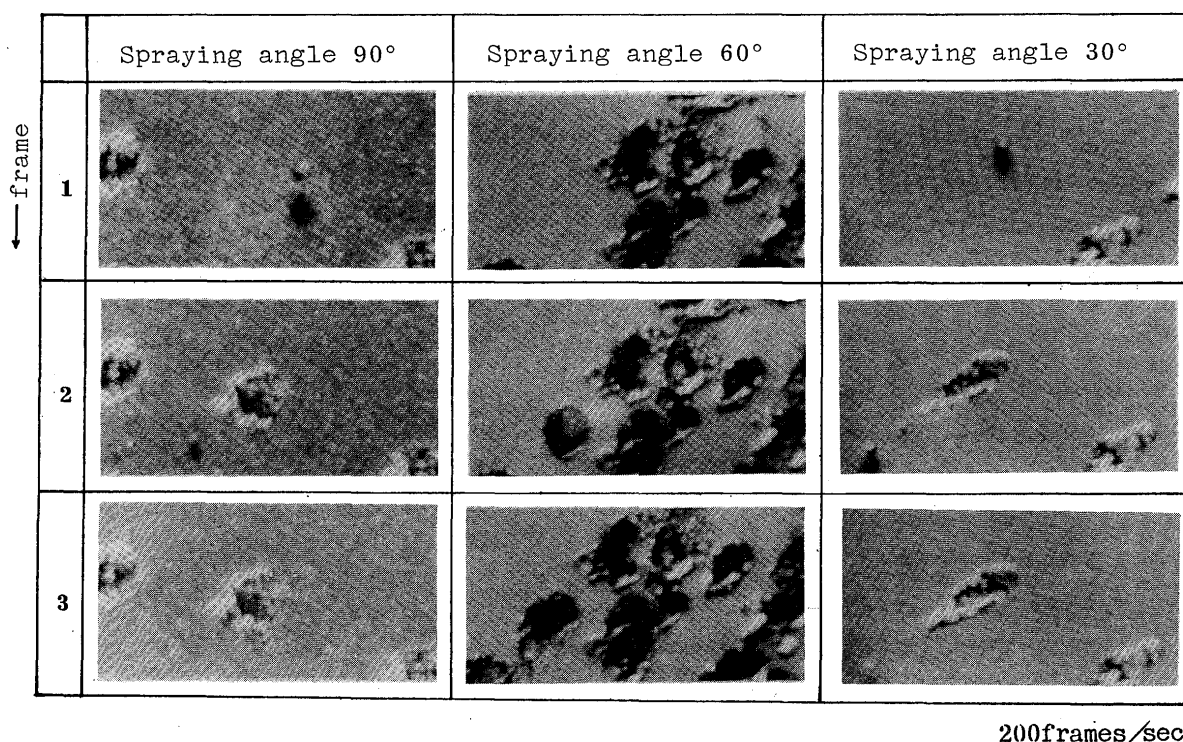 Spraying angle 90° Spraying angle 60° Spraying angle 30°
← frame
1
2
3
200frames/sec